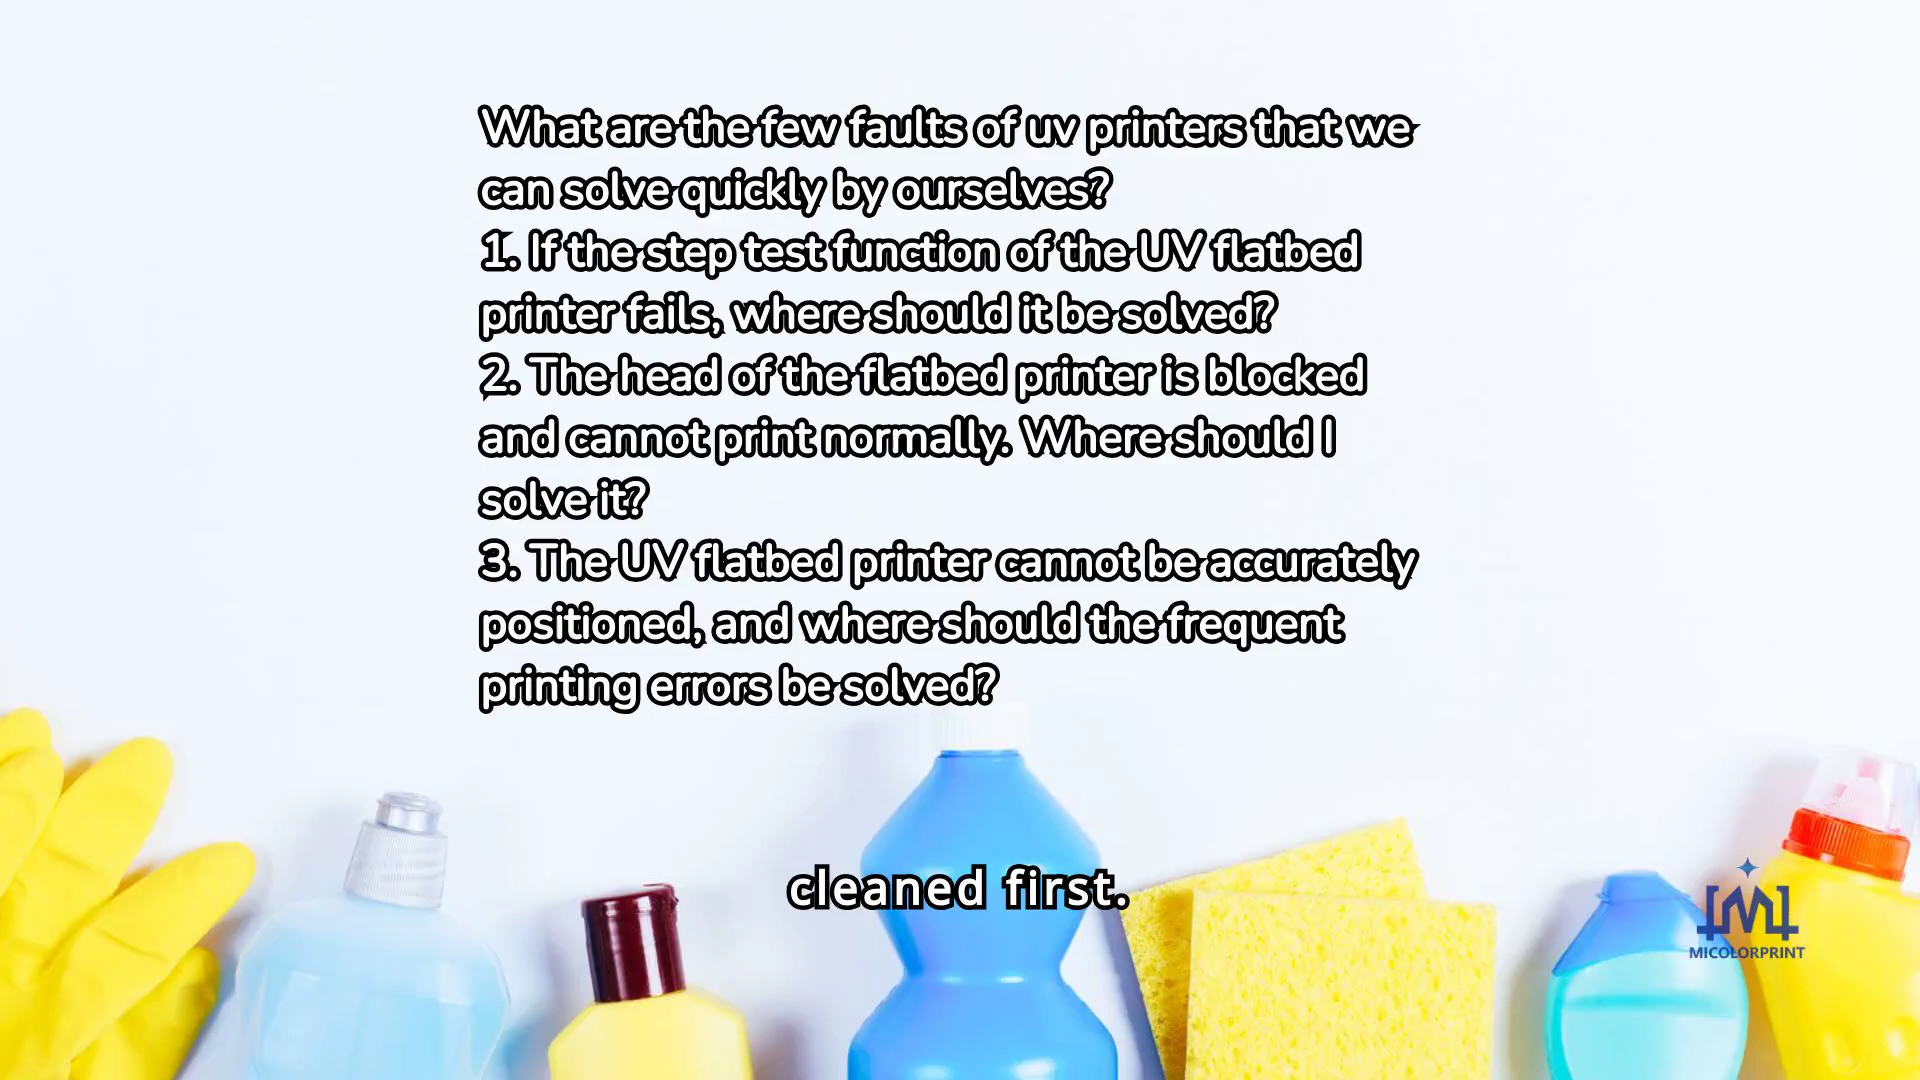 What are the few faults of uv printers that we
can solve quickly by ourselves?
1. If the step test function of the UV flatbed
printer fails, where should it be solved?
2. The head of the flatbed printer is blocked
and cannot print normally. Where should I
solve it?
3. The UV flatbed printer cannot be accurately
positioned, and where should the frequent
printing errors be solved?
cleaned first.
MICOLORPRINT